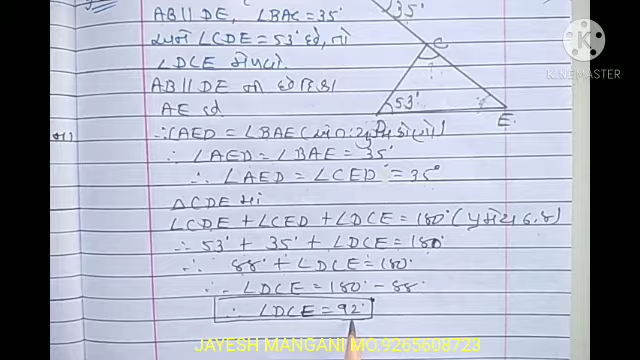 AB || DE, ∠BAC = 35°
અને ∠CDE = 53° હોય, તો
∠DCE મેળવો.
AB || DE ની છેદિકા
AE છે
∴ ∠AED = ∠BAE (યુગ્મકોણો)
∴ ∠AED = ∠BAE = 35°
∴ ∠AED = ∠CED = 35°
△CDE માં
∠CDE + ∠CED + ∠DCE = 180° (પ્રમેય 6.8)
∴ 53° + 35° + ∠DCE = 180°
∴ 88° + ∠DCE = 180°
∴ ∠DCE = 180° - 88°
∴ ∠DCE = 92°
35°
C
?
53°
E
KINEMASTER
JAYESH MANGANI MO.9265608723